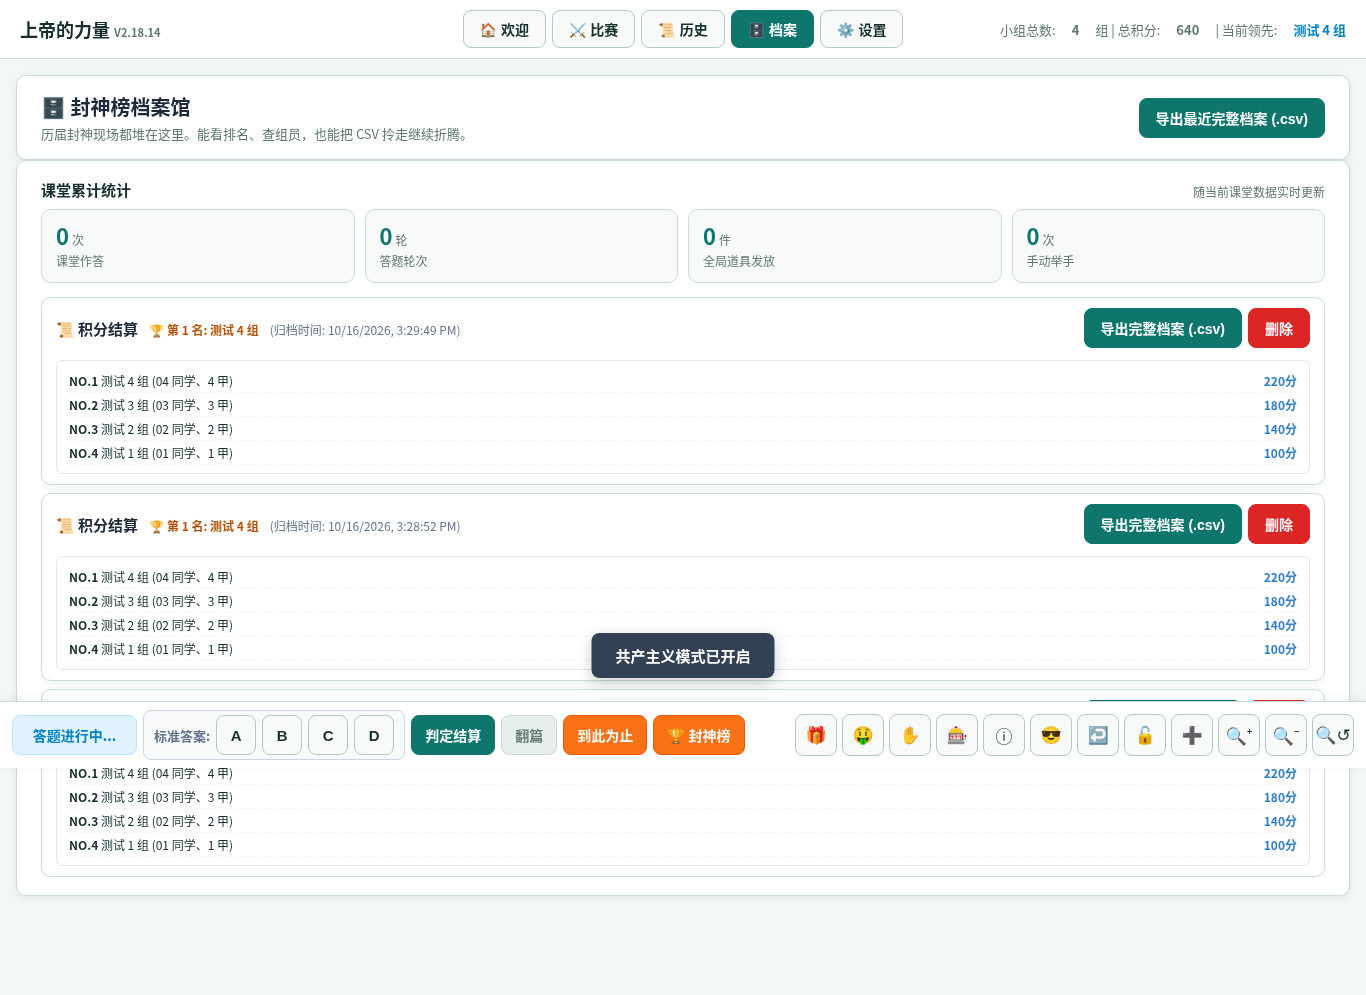 上帝的力量 V2.18.14
🏠 欢迎
⚔️ 比赛
📜 历史
🗄️ 档案
⚙️ 设置
小组总数: 4 组 | 总积分: 640 | 当前领先: 测试 4 组
🗄️ 封神榜档案馆
历届封神现场都堆在这里。能看排名、查组员，也能把 CSV 拎走继续折腾。
导出最近完整档案 (.csv)
课堂累计统计
随当前课堂数据实时更新
0 次
课堂作答
0 轮
答题轮次
0 件
全局道具发放
0 次
手动举手
📜 积分结算 🏆 第 1 名: 测试 4 组 (归档时间: 10/16/2026, 3:29:49 PM)
导出完整档案 (.csv)
删除
NO.1 测试 4 组 (04 同学、4 甲) 220分
NO.2 测试 3 组 (03 同学、3 甲) 180分
NO.3 测试 2 组 (02 同学、2 甲) 140分
NO.4 测试 1 组 (01 同学、1 甲) 100分
📜 积分结算 🏆 第 1 名: 测试 4 组 (归档时间: 10/16/2026, 3:28:52 PM)
导出完整档案 (.csv)
删除
NO.1 测试 4 组 (04 同学、4 甲) 220分
NO.2 测试 3 组 (03 同学、3 甲) 180分
NO.3 测试 2 组 (02 同学、2 甲) 140分
NO.4 测试 1 组 (01 同学、1 甲) 100分
共产主义模式已开启
答题进行中...
标准答案:
A
B
C
D
判定结算
翻篇
到此为止
🏆 封神榜
NO.1 测试 4 组 (04 同学、4 甲) 220分
NO.2 测试 3 组 (03 同学、3 甲) 180分
NO.3 测试 2 组 (02 同学、2 甲) 140分
NO.4 测试 1 组 (01 同学、1 甲) 100分